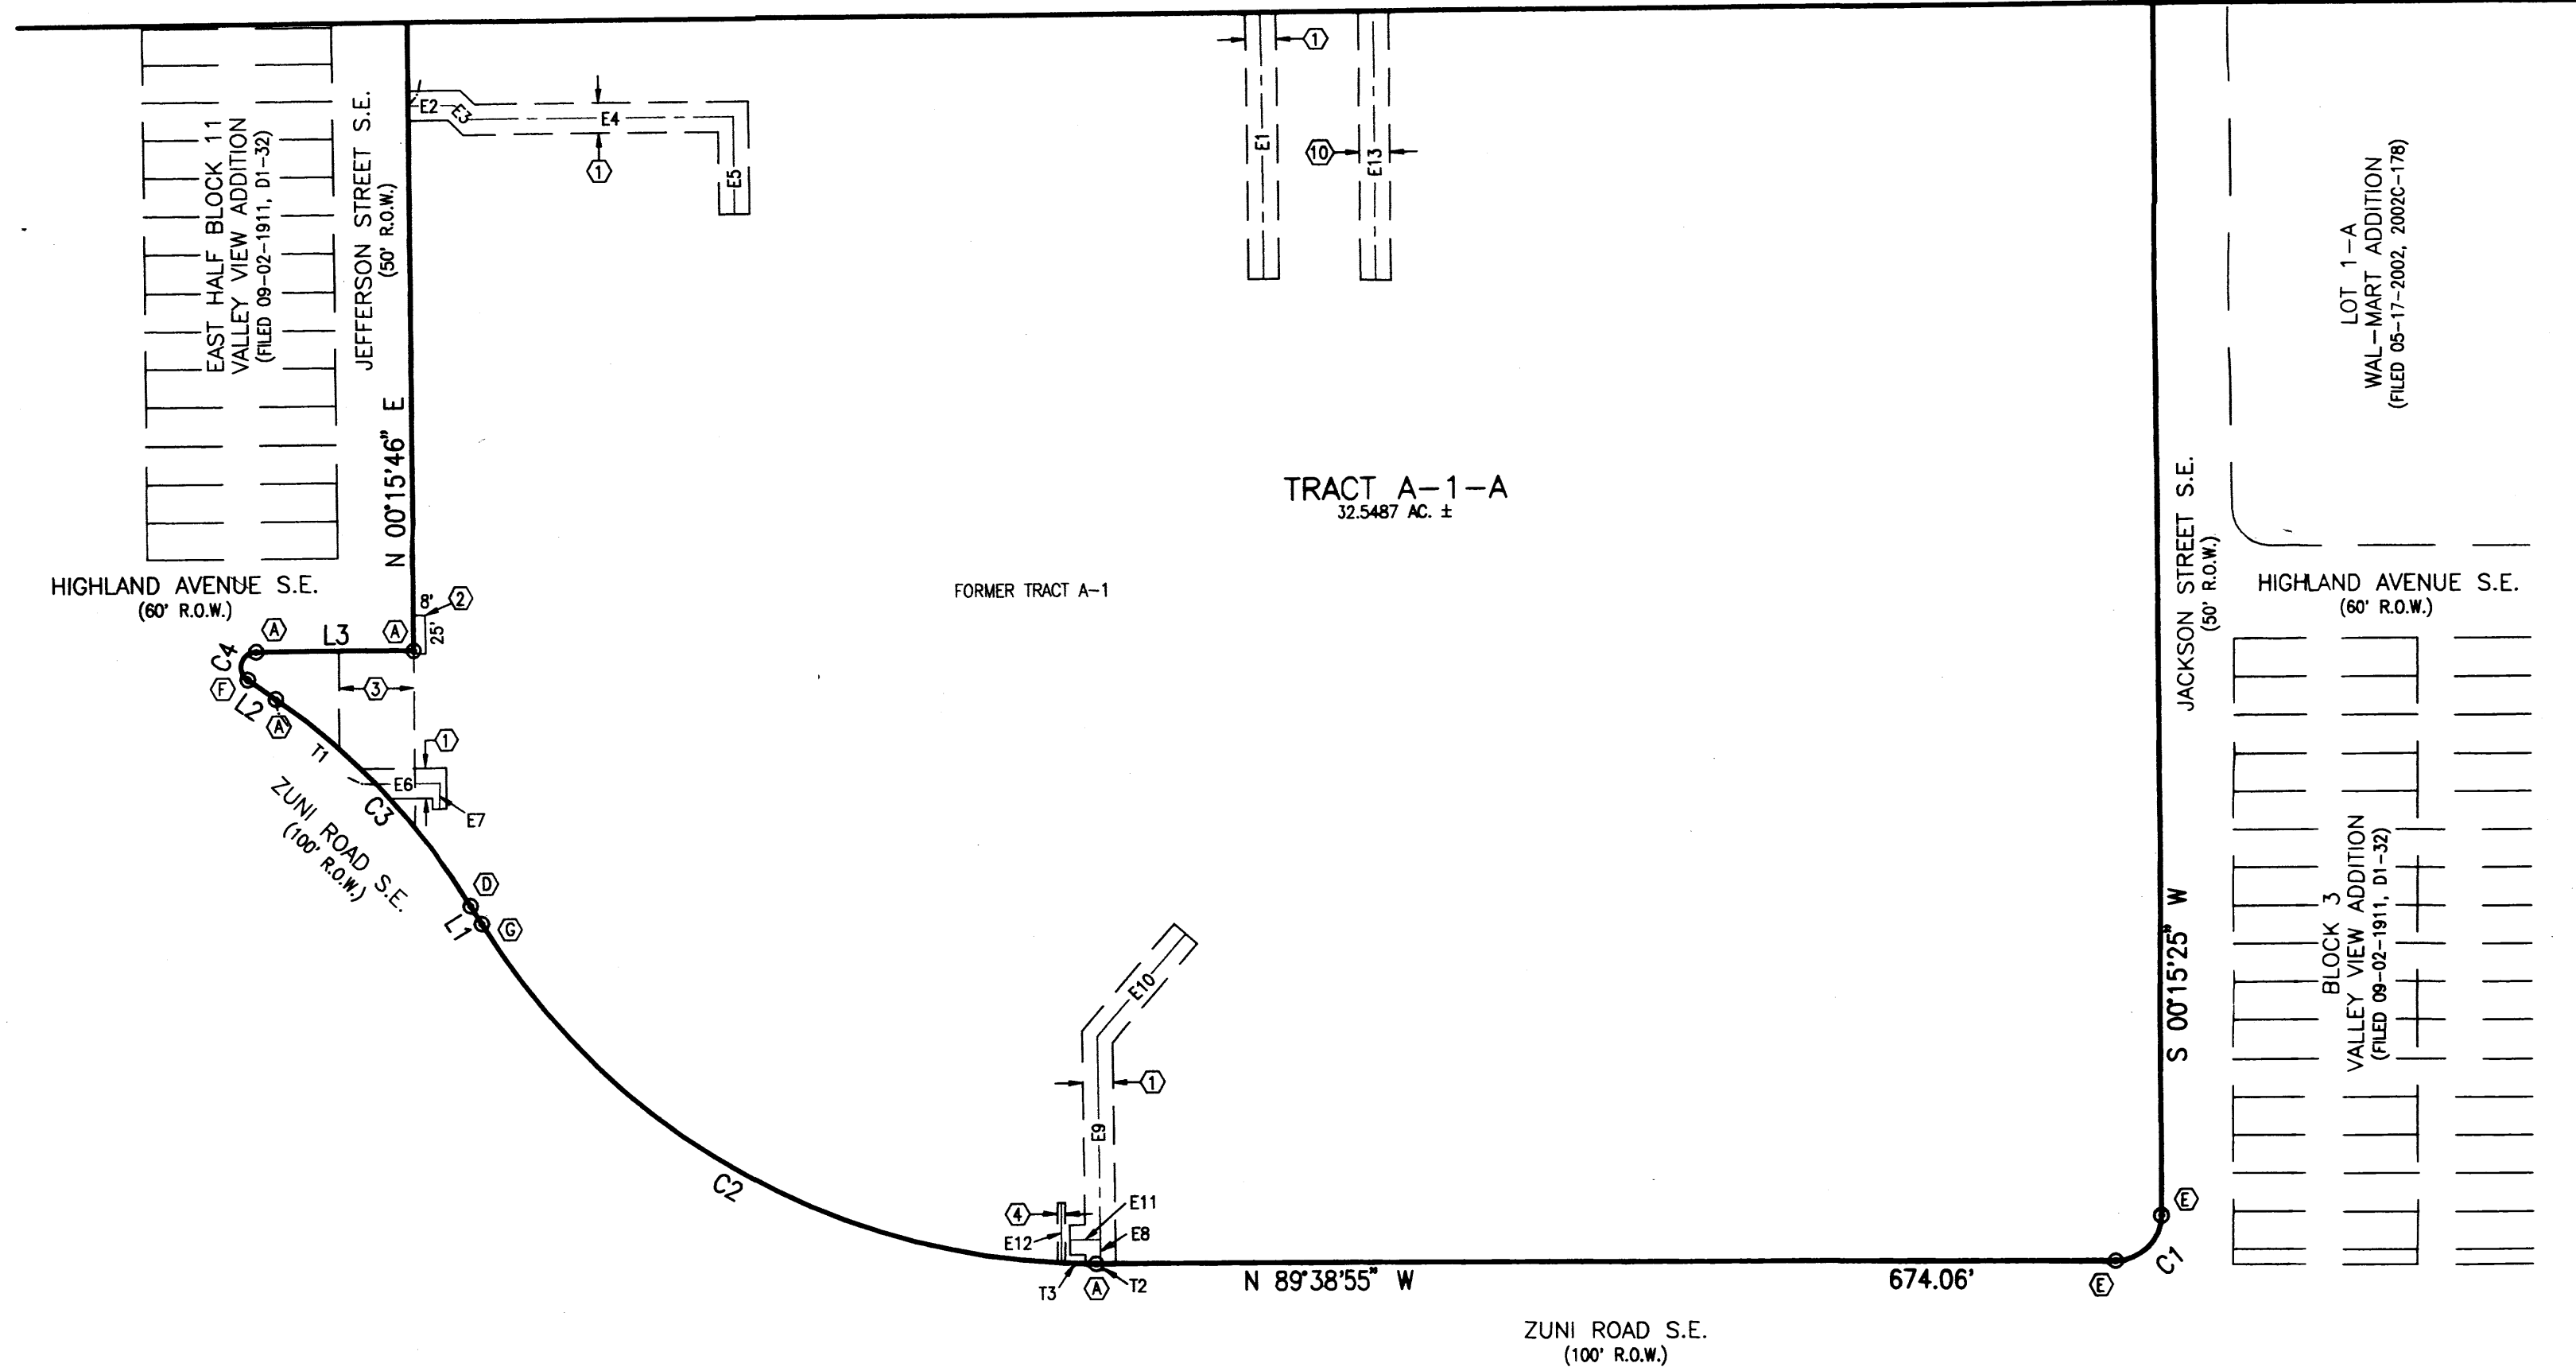 EAST HALF BLOCK 11
VALLEY VIEW ADDITION
(FILED 09-02-1911, D1-32)
JEFFERSON STREET S.E.
(50' R.O.W.)
N 00°15'46" E
E2
E3
E4
1
E5
1
E1
10
E13
LOT 1-A
WAL-MART ADDITION
(FILED 05-17-2002, 2002C-178)
TRACT A-1-A
32.5487 AC. ±
FORMER TRACT A-1
JACKSON STREET S.E.
(50' R.O.W.)
HIGHLAND AVENUE S.E.
(60' R.O.W.)
HIGHLAND AVENUE S.E.
(60' R.O.W.)
8'
2
25'
A
L3
A
C4
F
L2
A
3
T1
1
E6
E7
C3
ZUNI ROAD S.E.
(100' R.O.W.)
D
L1
G
C2
E10
1
E9
4
E11
E12
E8
T3
A
T2
N 89°38'55" W
674.06'
E
C1
E
S 00°15'25" W
BLOCK 3
VALLEY VIEW ADDITION
(FILED 09-02-1911, D1-32)
ZUNI ROAD S.E.
(100' R.O.W.)